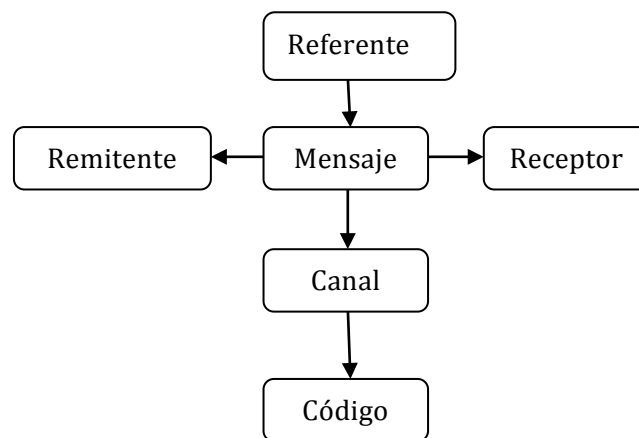 Referente
Remitente
Mensaje
Receptor
Canal
Código